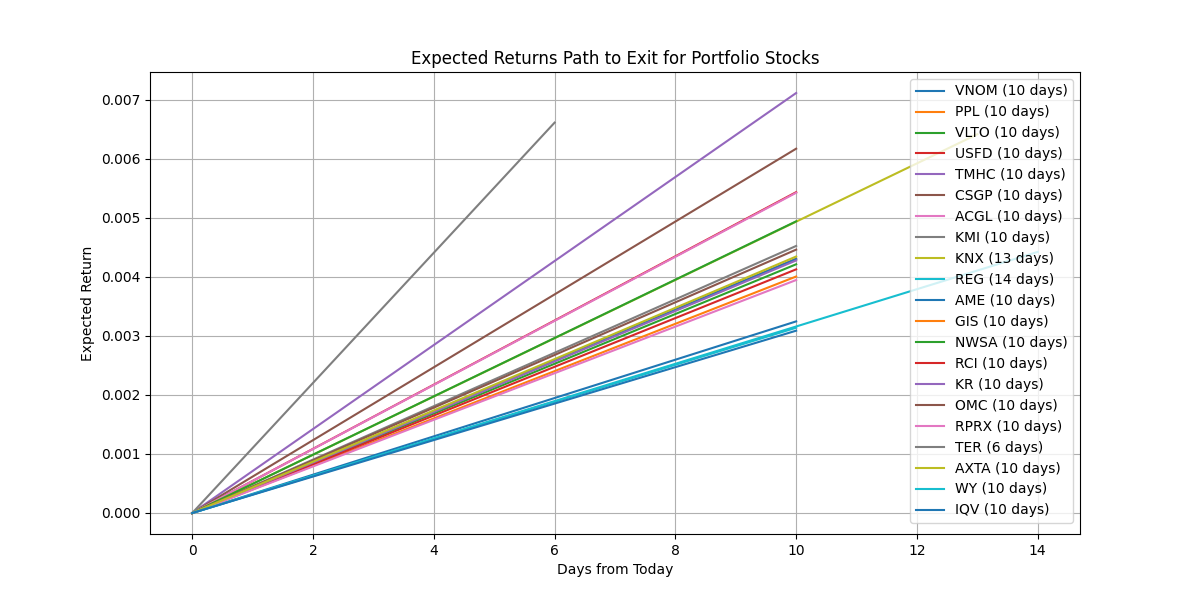 Expected Returns Path to Exit for Portfolio Stocks
Expected Return
0.007
0.006
0.005
0.004
0.003
0.002
0.001
0.000
VNOM (10 days)
PPL (10 days)
VLTO (10 days)
USFD (10 days)
TMHC (10 days)
CSGP (10 days)
ACGL (10 days)
KMI (10 days)
KNX (13 days)
REG (14 days)
AME (10 days)
GIS (10 days)
NWSA (10 days)
RCI (10 days)
KR (10 days)
OMC (10 days)
RPRX (10 days)
TER (6 days)
AXTA (10 days)
WY (10 days)
IQV (10 days)
0 2 4 6 8 10 12 14
Days from Today